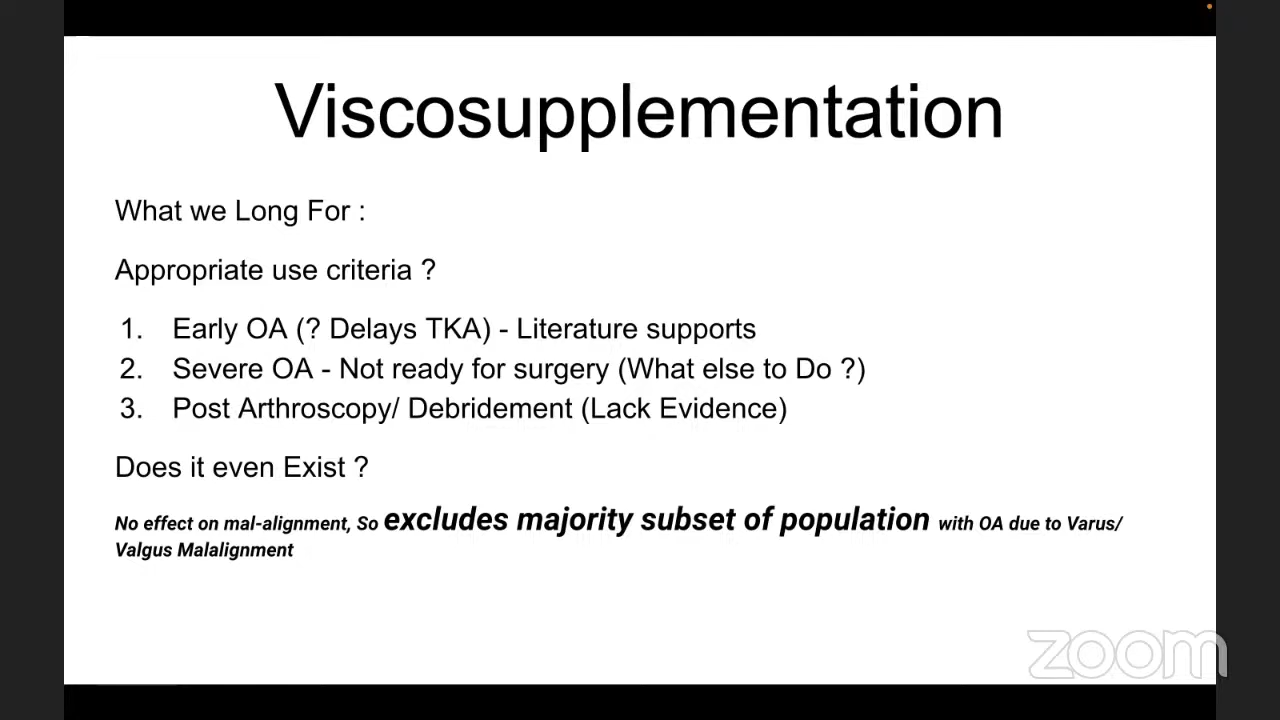 Viscosupplementation
What we Long For :
Appropriate use criteria ?
1. Early OA (? Delays TKA) - Literature supports
2. Severe OA - Not ready for surgery (What else to Do ?)
3. Post Arthroscopy/ Debridement (Lack Evidence)
Does it even Exist ?
No effect on mal-alignment, So excludes majority subset of population with OA due to Varus/
Valgus Malalignment
zoom